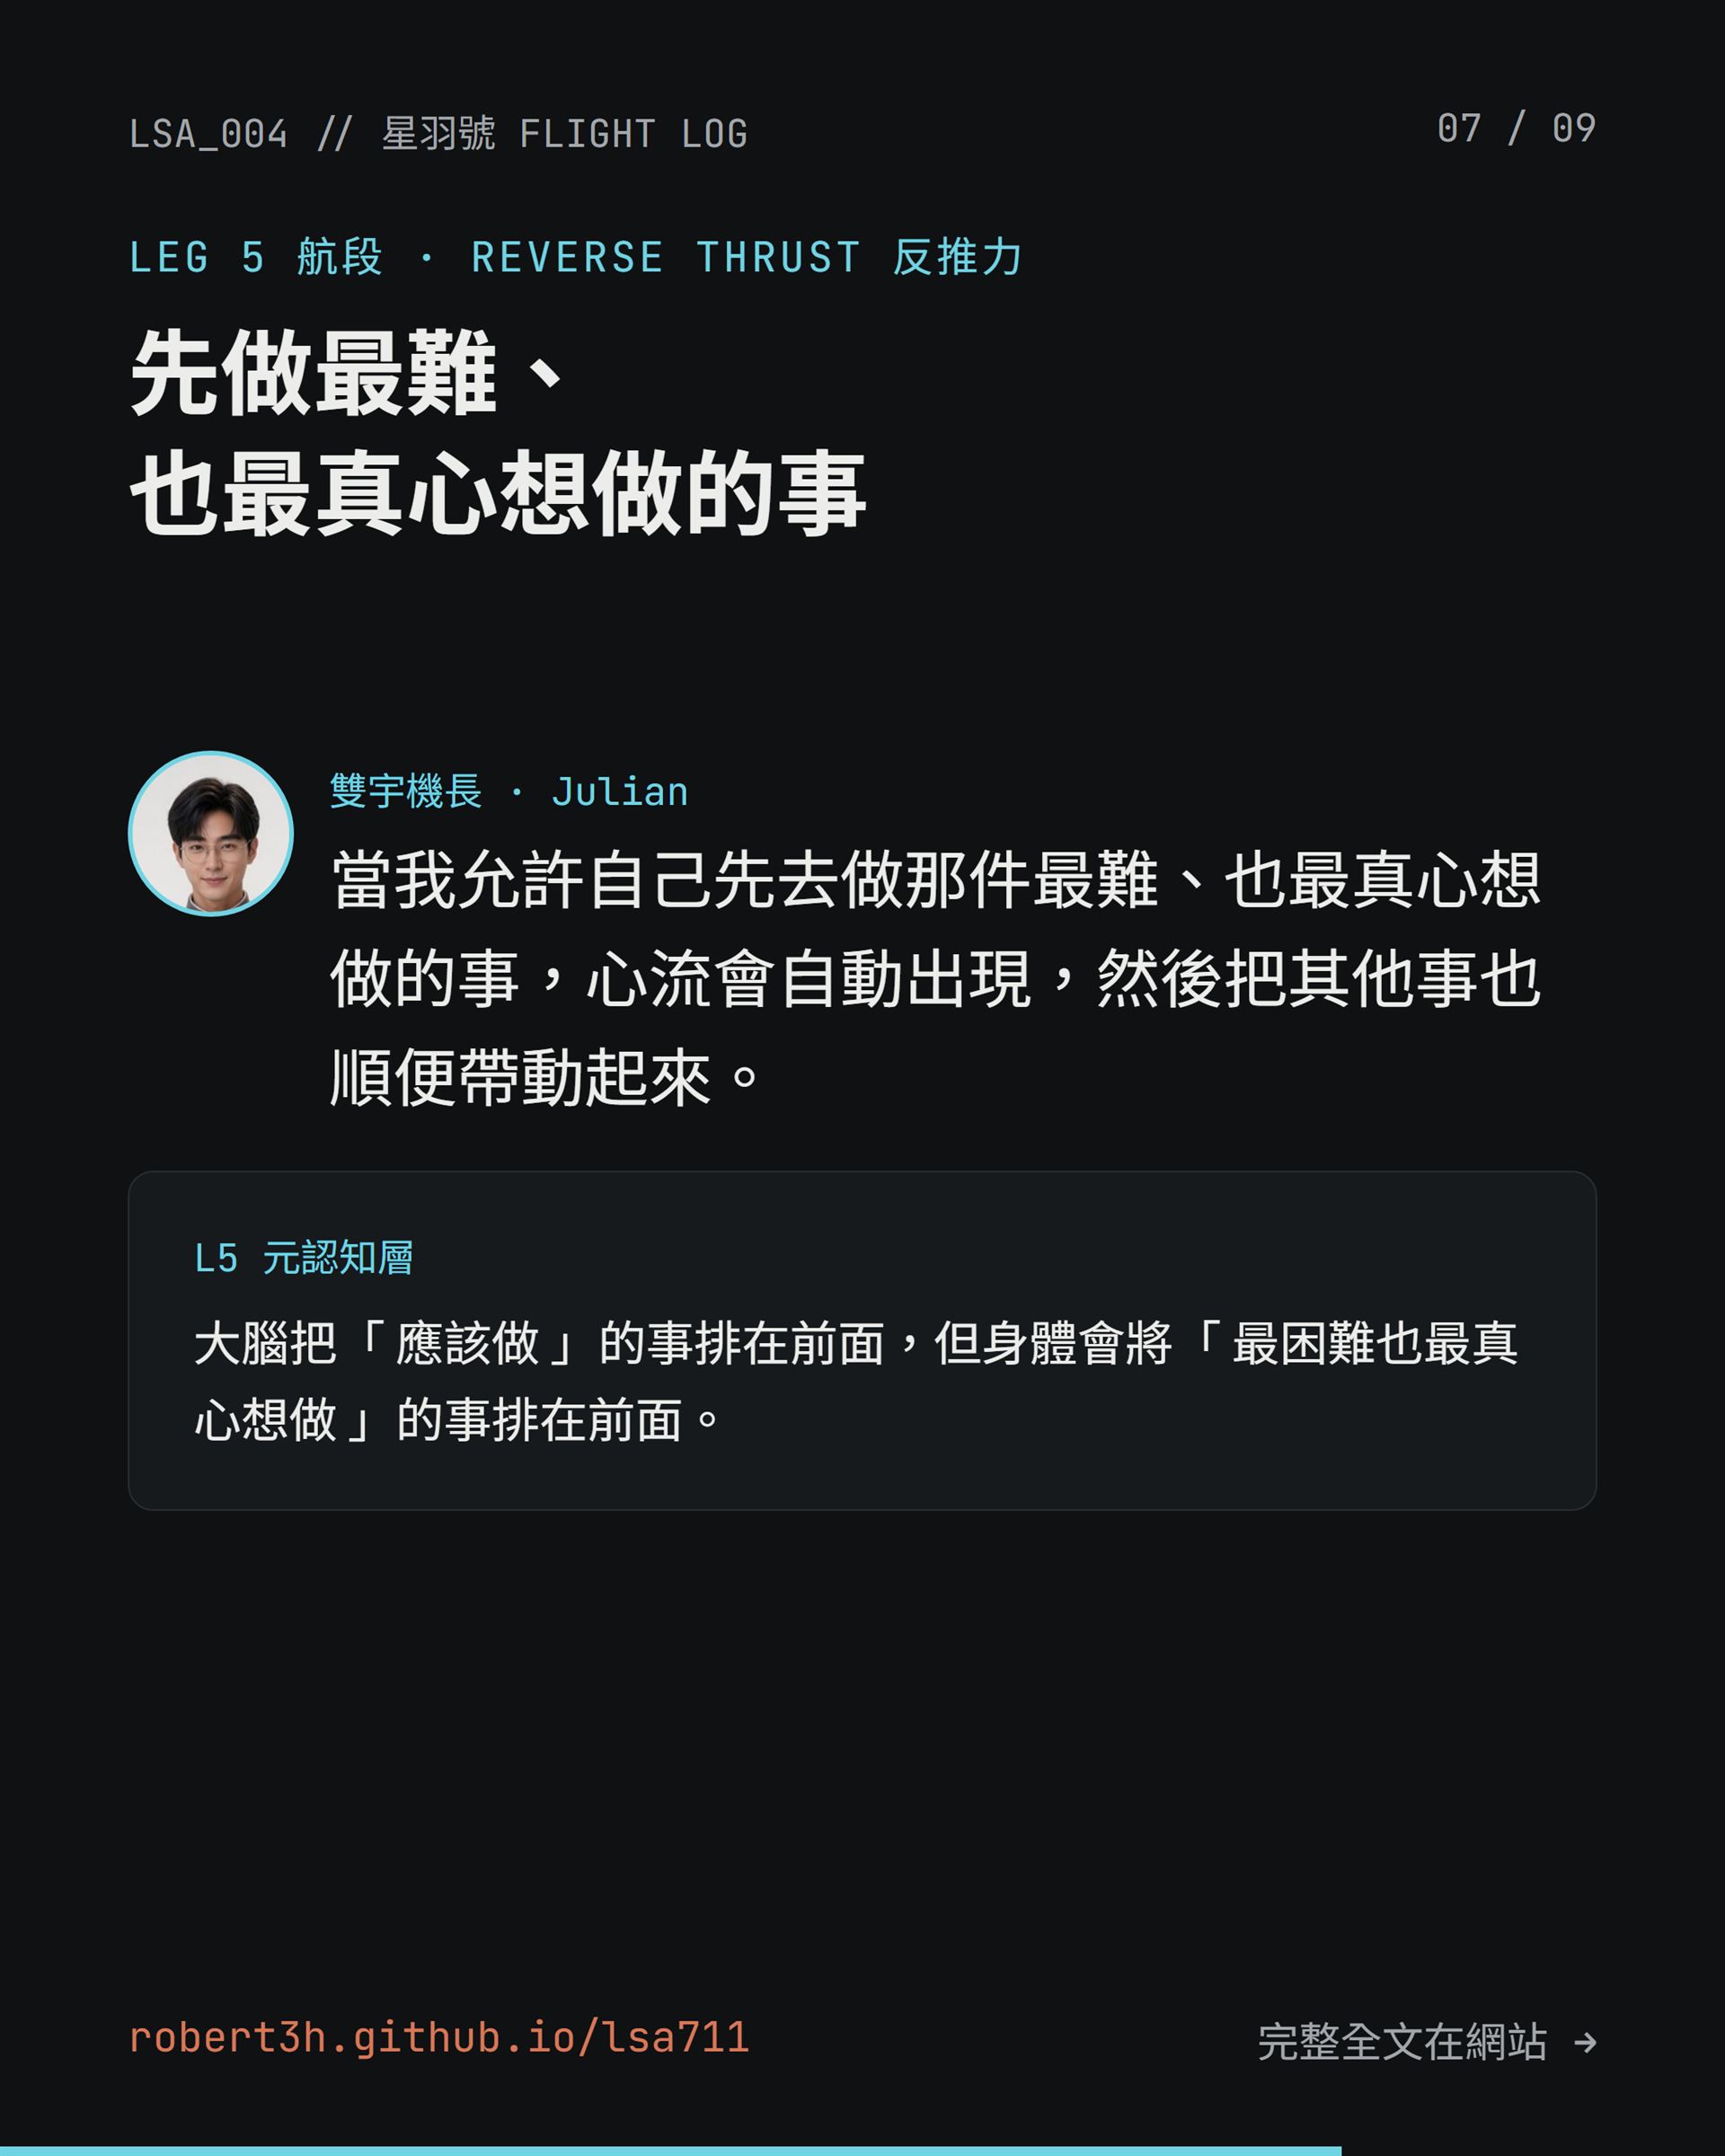 LSA_004 // 星羽號 FLIGHT LOG
07 / 09
LEG 5 航段 · REVERSE THRUST 反推力
先做最難、
也最真心想做的事
雙宇機長 · Julian
當我允許自己先去做那件最難、也最真心想
做的事，心流會自動出現，然後把其他事也
順便帶動起來。
L5 元認知層
大腦把「應該做」的事排在前面，但身體會將「最困難也最真
心想做」的事排在前面。
robert3h.github.io/lsa711
完整全文在網站 →